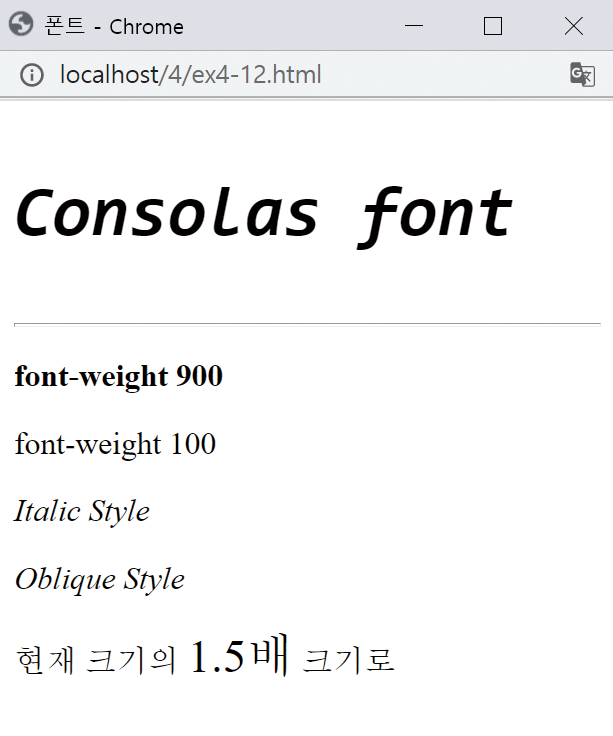 폰트 - Chrome
localhost/4/ex4-12.html
Consolas font
font-weight 900
font-weight 100
Italic Style
Oblique Style
현재 크기의 1.5배 크기로